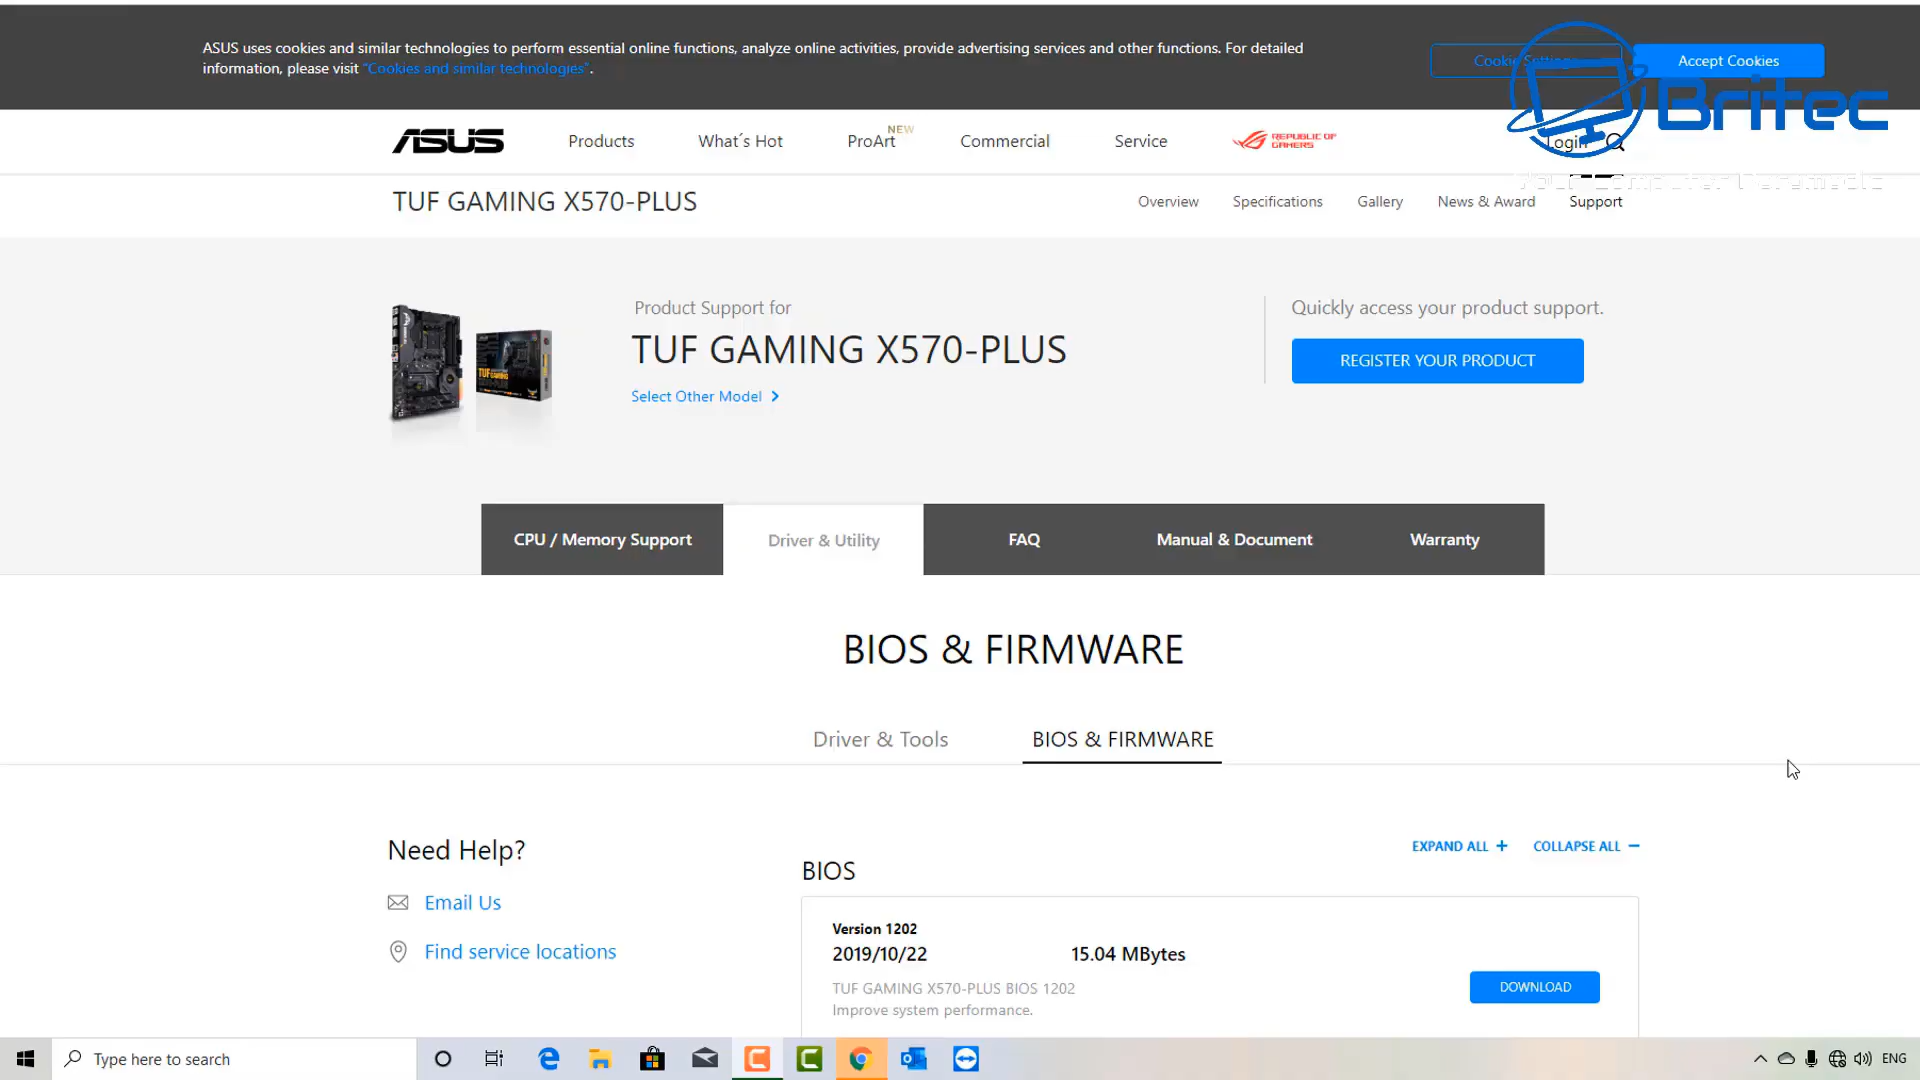 ASUS uses cookies and similar technologies to perform essential online functions, analyze online activities, provide advertising services and other functions. For detailed
information, please visit "Cookies and similar technologies".
Cookie Settings
Accept Cookies
Britec
ASUS
Products
What´s Hot
ProArt
NEW
Commercial
Service
REPUBLIC OF
GAMERS
Login
TUF GAMING X570-PLUS
Overview
Specifications
Gallery
News & Award
Support
Product Support for
TUF GAMING X570-PLUS
Select Other Model
Quickly access your product support.
REGISTER YOUR PRODUCT
CPU / Memory Support
Driver & Utility
FAQ
Manual & Document
Warranty
BIOS & FIRMWARE
Driver & Tools
BIOS & FIRMWARE
Need Help?
Email Us
Find service locations
EXPAND ALL +
COLLAPSE ALL −
BIOS
Version 1202
2019/10/22
15.04 MBytes
TUF GAMING X570-PLUS BIOS 1202
Improve system performance.
DOWNLOAD
Type here to search
ENG